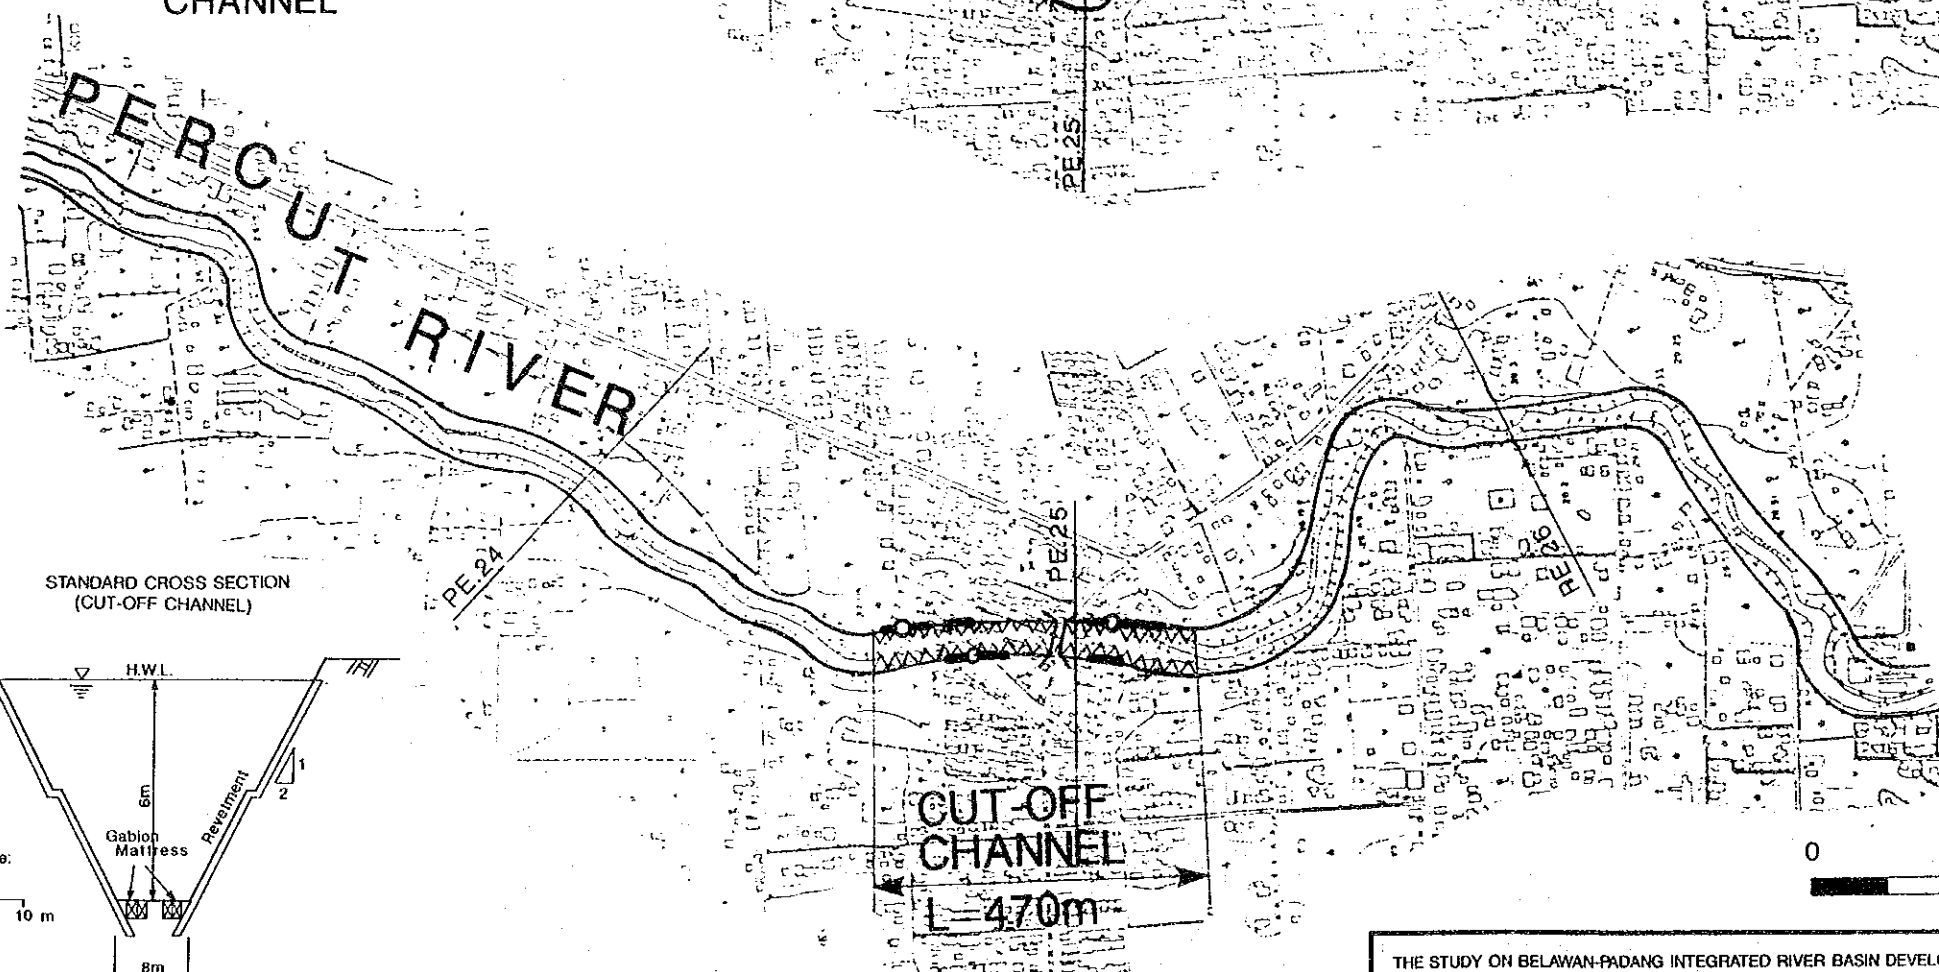 CHANNEL
PE.25
PERCUT RIVER
PE.24
PE.25
PE.26
STANDARD CROSS SECTION
(CUT-OFF CHANNEL)
H.W.L.
6m
1
2
Revetment
Gabion
Mattress
10 m
8m
CUT-OFF
CHANNEL
L=470m
0
THE STUDY ON BELAWAN-PADANG INTEGRATED RIVER BASIN